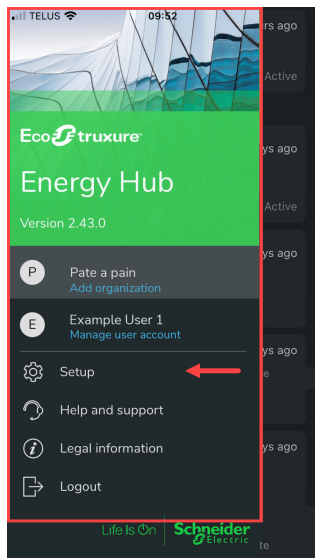 TELUS
09:52
rs ago
Active
EcoStruxure™
Energy Hub
Version 2.43.0
ys ago
Active
P
Pate a pain
Add organization
ys ago
E
Example User 1
Manage user account
ys ago
e
Setup
Help and support
i
Legal information
ys ago
Logout
Life Is On
Schneider
Electric
te